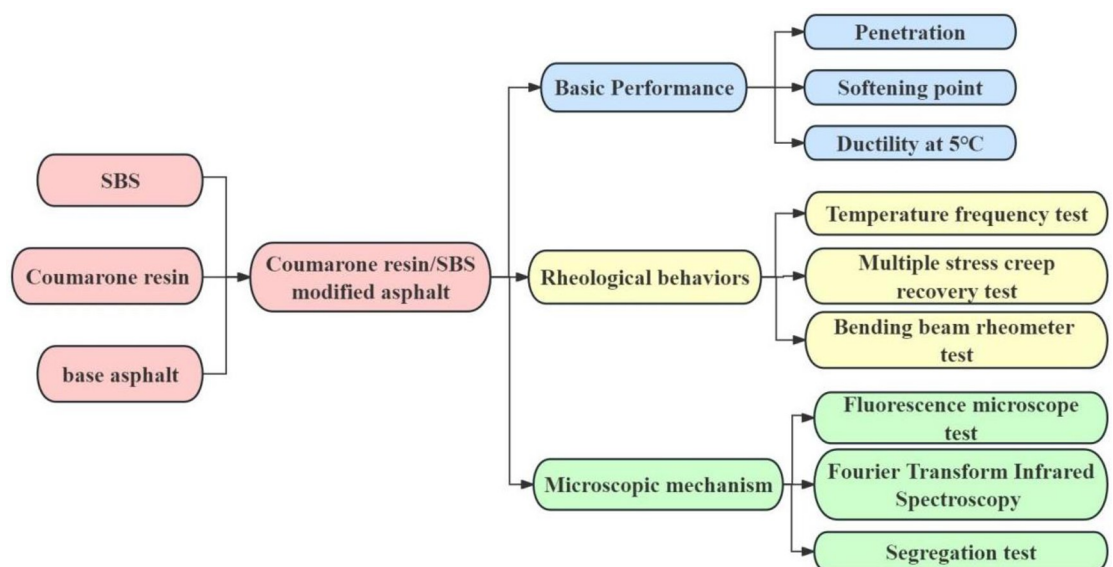 SBS
Coumarone resin
base asphalt
Coumarone resin/SBS
modified asphalt
Basic Performance
Penetration
Softening point
Ductility at 5℃
Rheological behaviors
Temperature frequency test
Multiple stress creep
recovery test
Bending beam rheometer
test
Microscopic mechanism
Fluorescence microscope
test
Fourier Transform Infrared
Spectroscopy
Segregation test